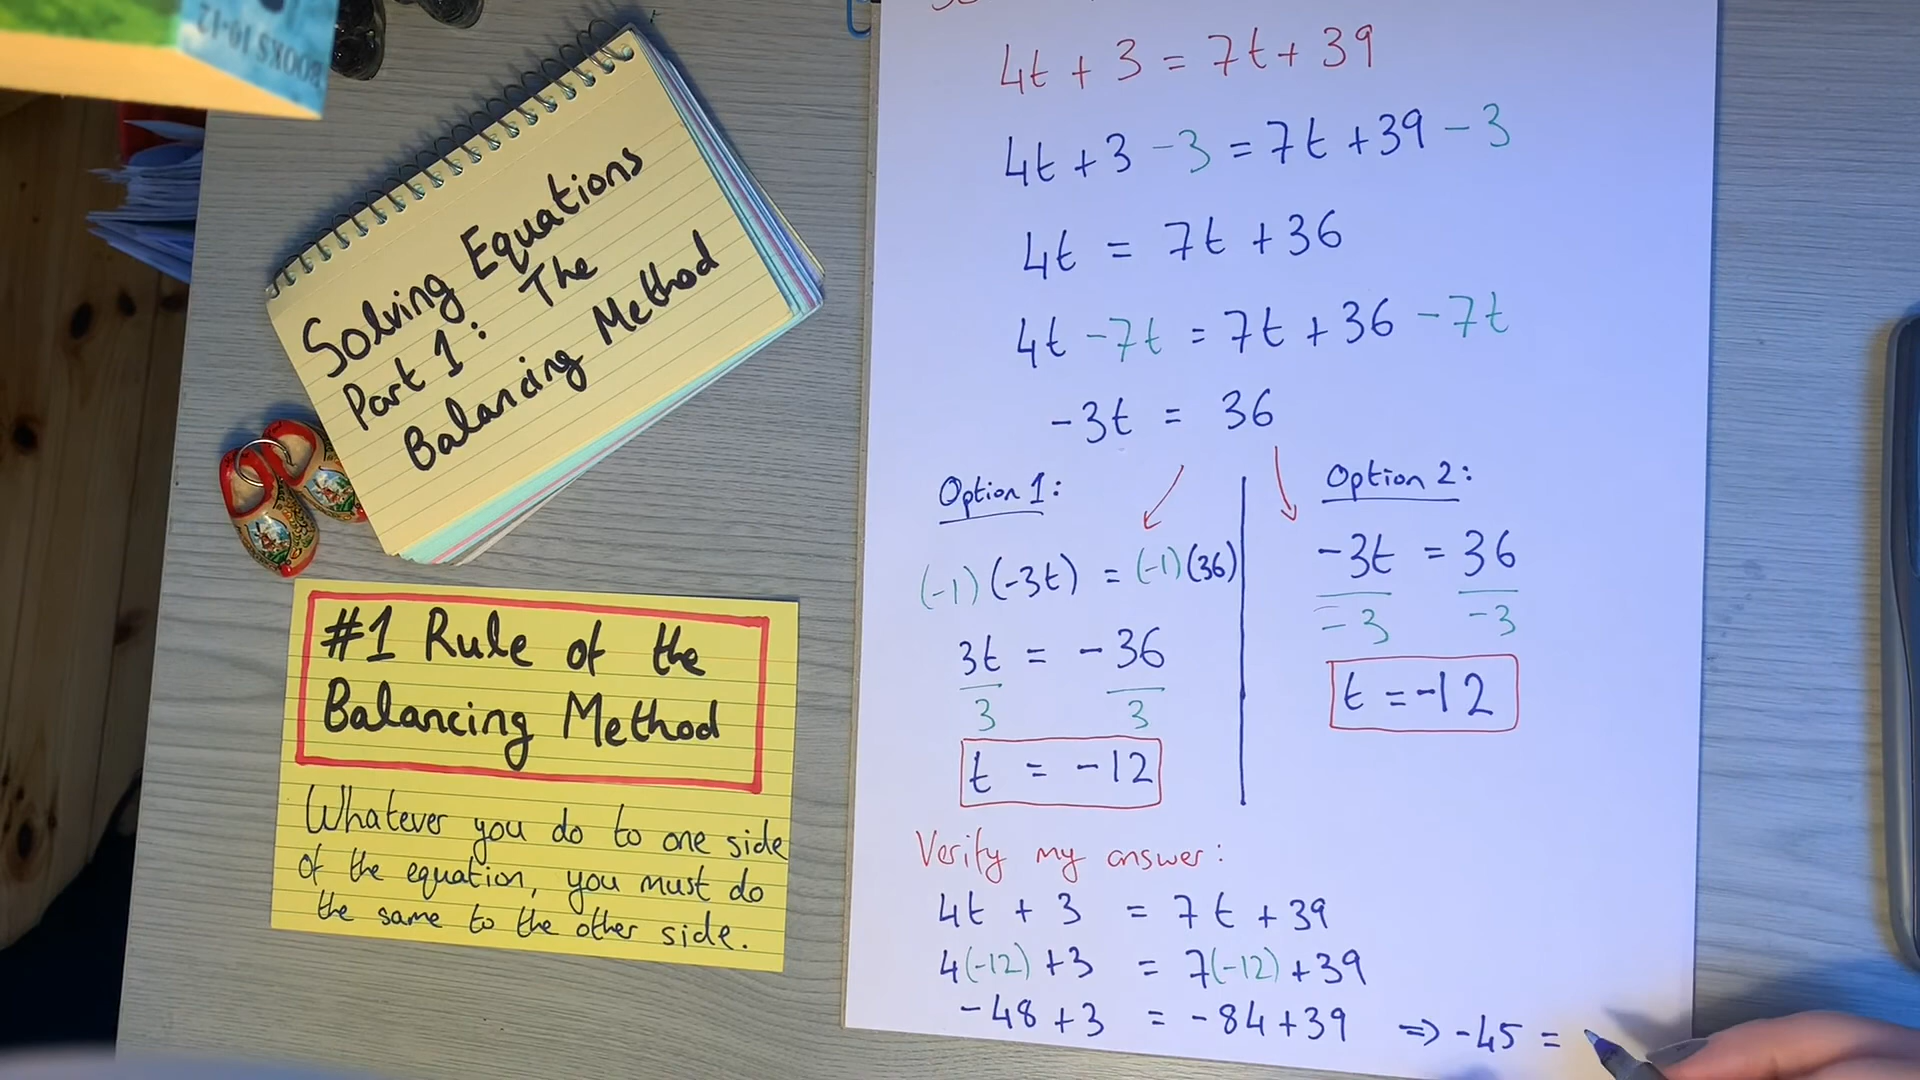 BOOKS 10-12
Solving Equations
Part 1: The
Balancing Method
#1 Rule of the
Balancing Method
Whatever you do to one side
of the equation, you must do
the same to the other side.
4t + 3 = 7t + 39
4t + 3 - 3 = 7t + 39 - 3
4t = 7t + 36
4t - 7t = 7t + 36 - 7t
-3t = 36
Option 1:
(-1)(-3t) = (-1)(36)
3t = -36
3 3
t = -12
Option 2:
-3t = 36
-3 -3
t = -12
Verify my answer:
4t + 3 = 7t + 39
4(-12) + 3 = 7(-12) + 39
-48 + 3 = -84 + 39 => -45 =